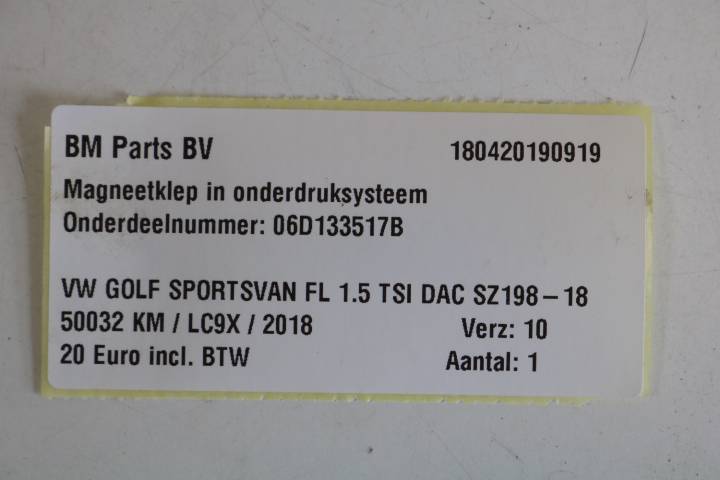 BM Parts BV 180420190919
Magneetklep in onderdruksysteem
Onderdeelnummer: 06D133517B
VW GOLF SPORTSVAN FL 1.5 TSI DAC SZ198-18
50032 KM / LC9X / 2018 Verz: 10
20 Euro incl. BTW Aantal: 1